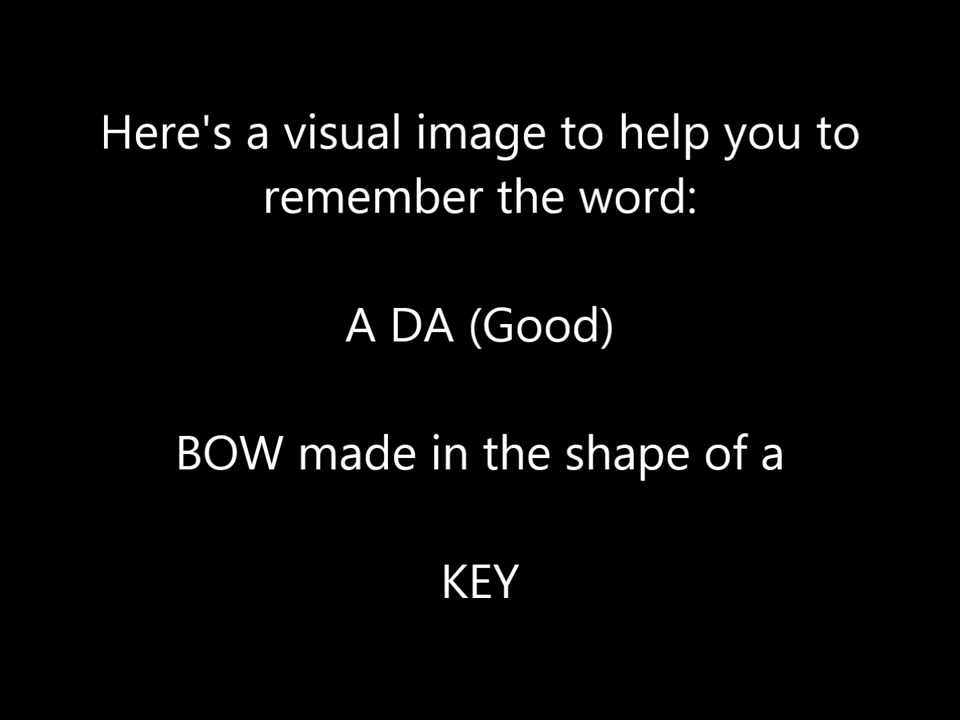 Here's a visual image to help you to
remember the word:
A DA (Good)
BOW made in the shape of a
KEY